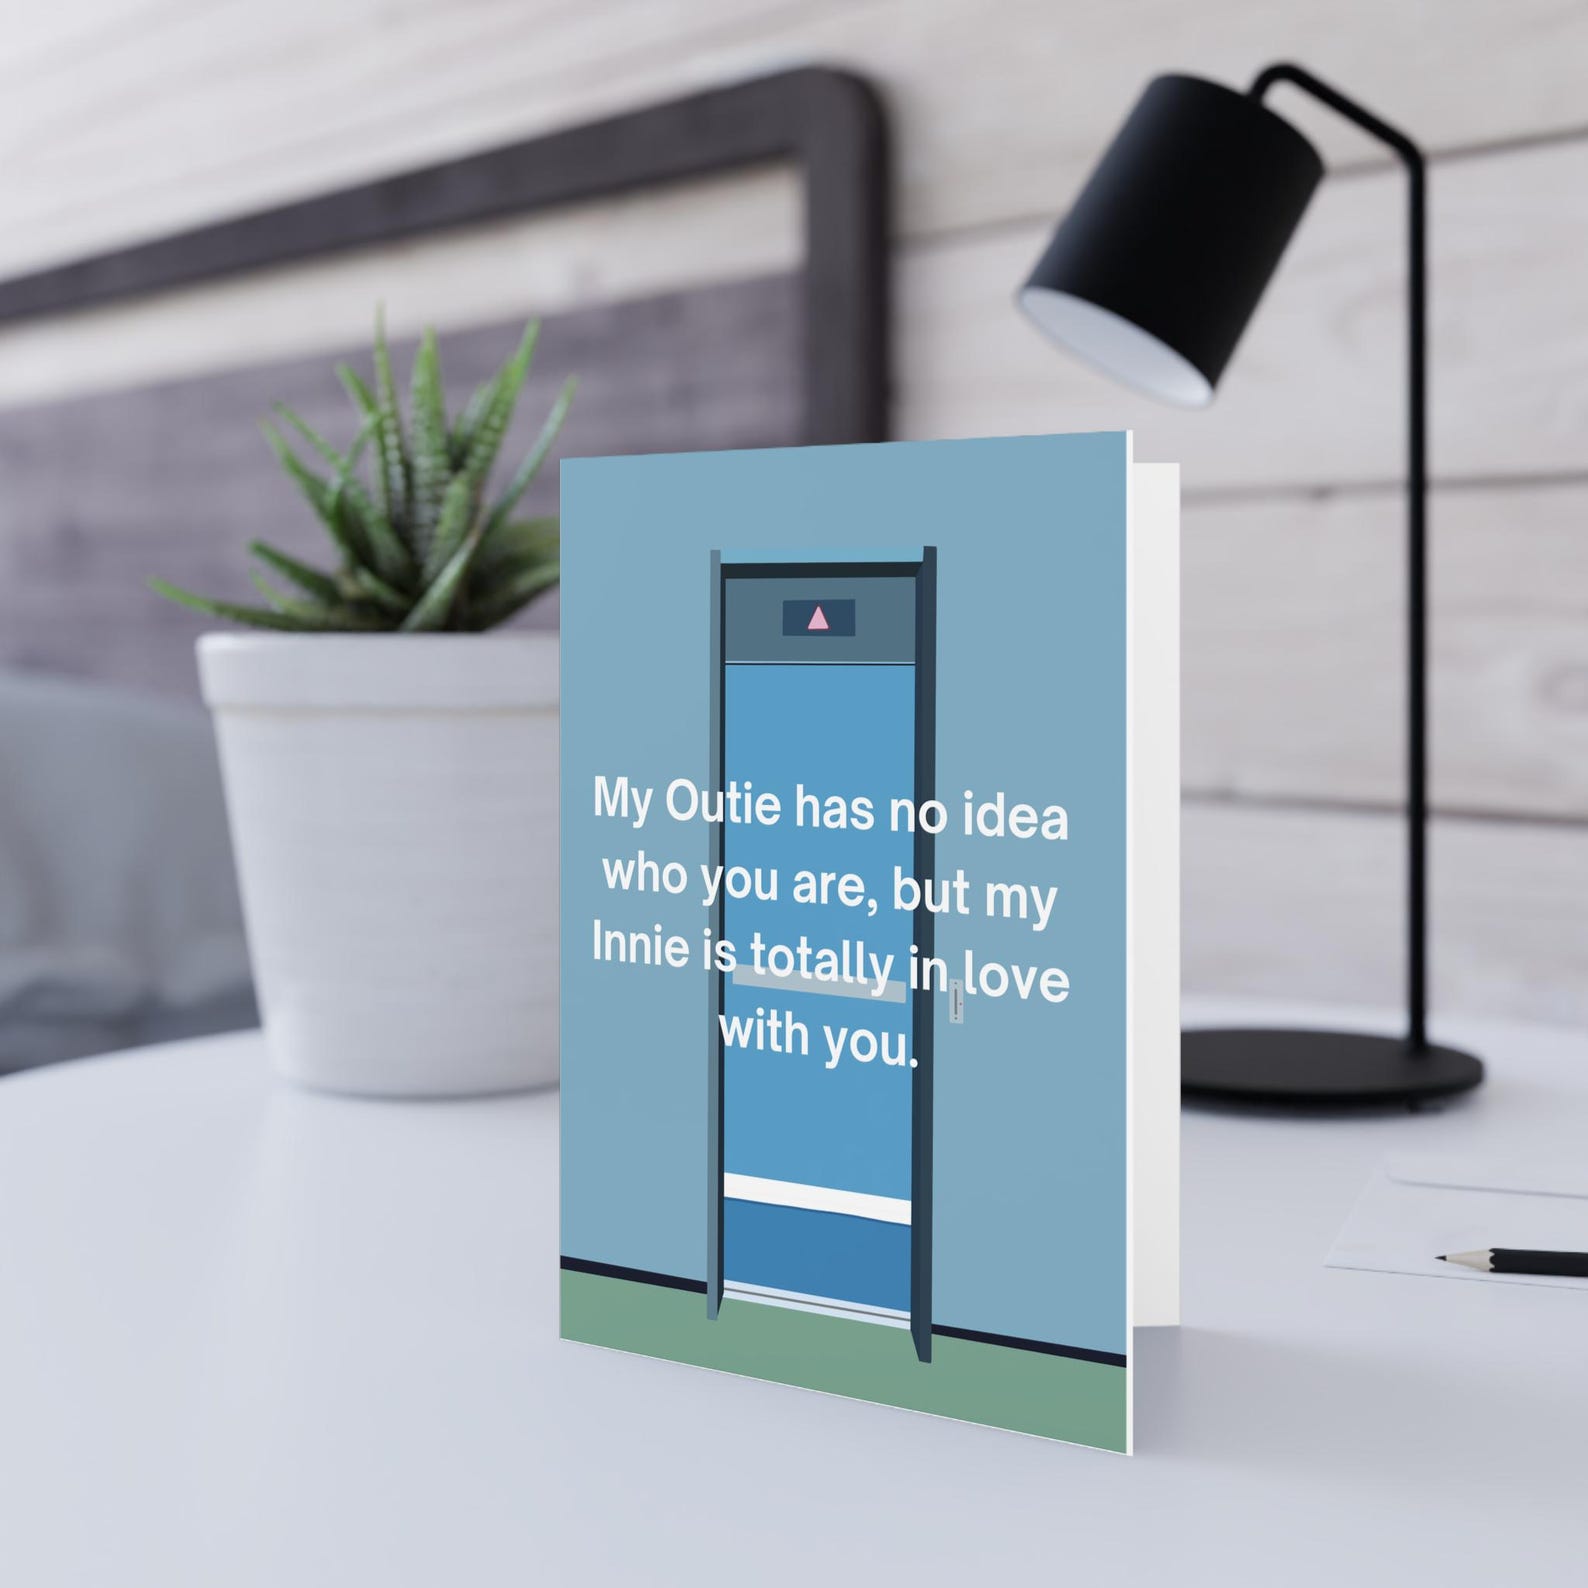 My Outie has no idea
who you are, but my
Innie is totally in love
with you.